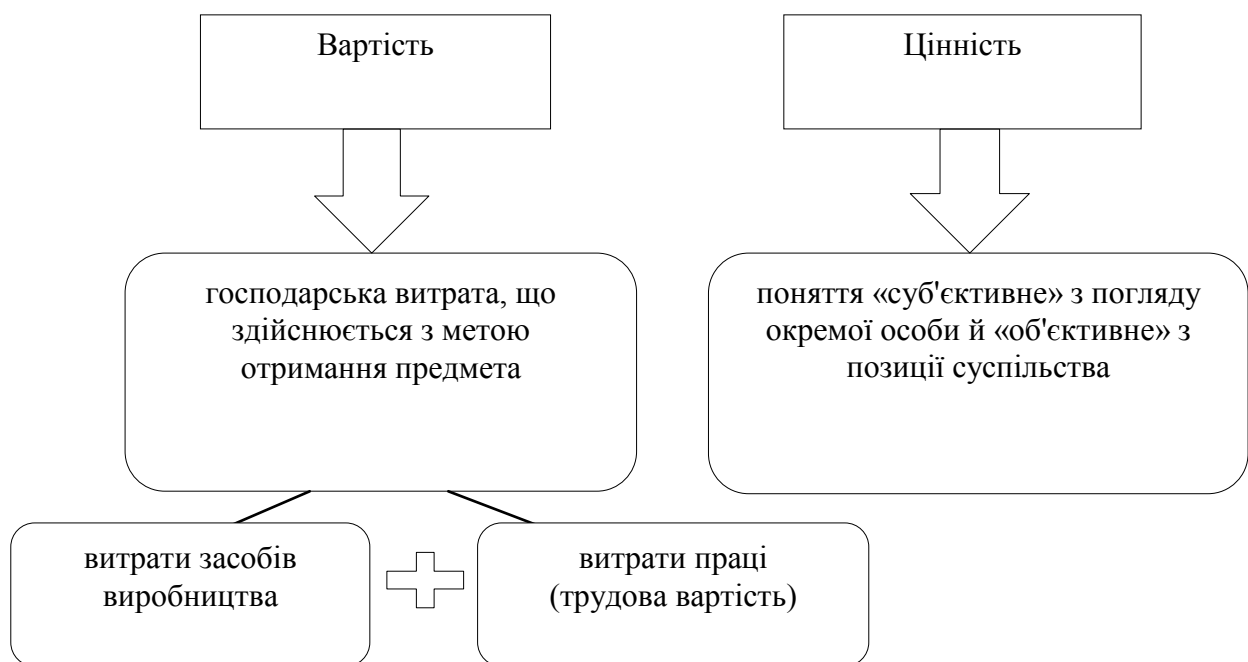 Вартість
Цінність
господарська витрата, що
здійснюється з метою
отримання предмета
поняття «суб'єктивне» з погляду
окремої особи й «об'єктивне» з
позиції суспільства
витрати засобів
виробництва
витрати праці
(трудова вартість)